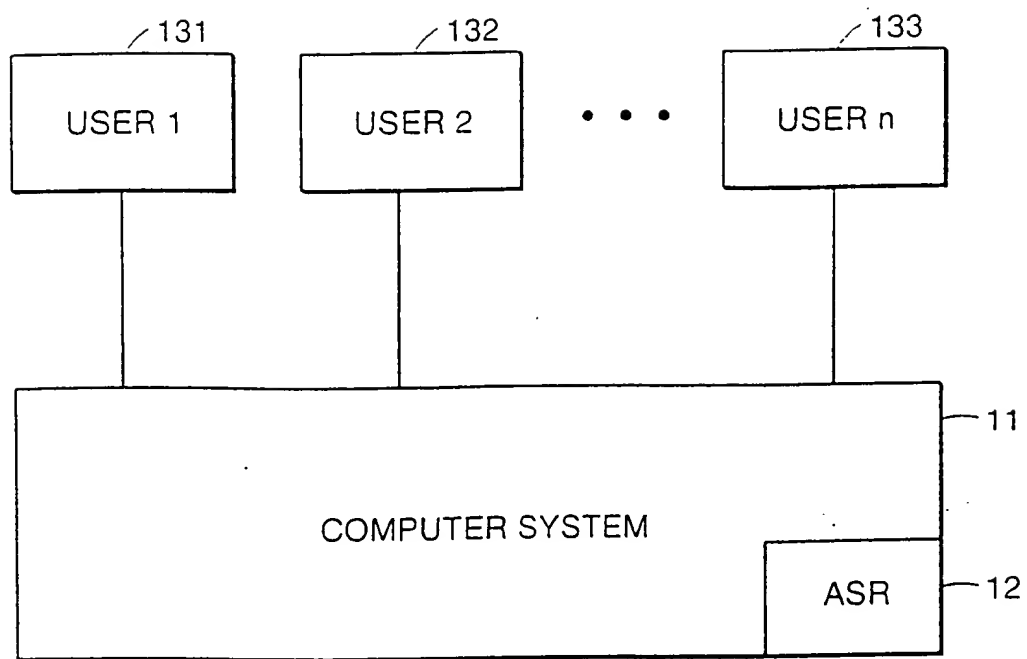 131
132
133
USER 1
USER 2
• • •
USER n
11
COMPUTER SYSTEM
ASR
12